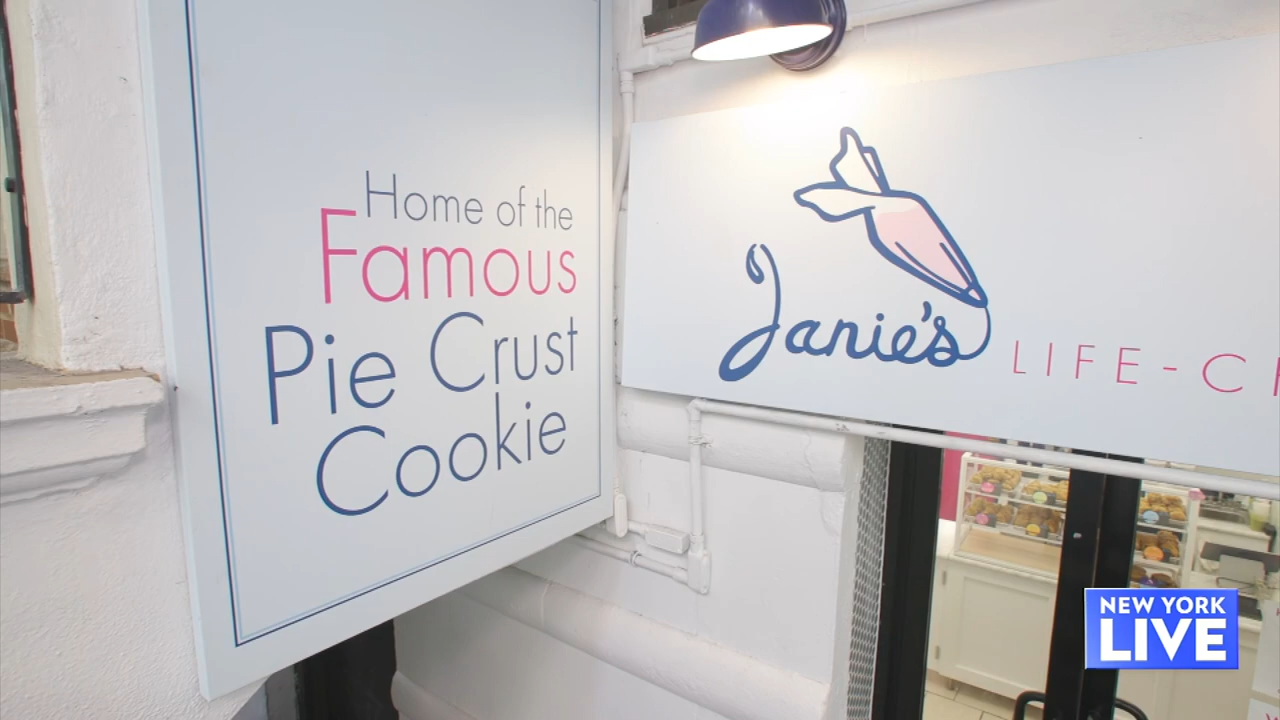 Home of the
Famous
Pie Crust
Cookie
Janie's LIFE-C
NEW YORK
LIVE